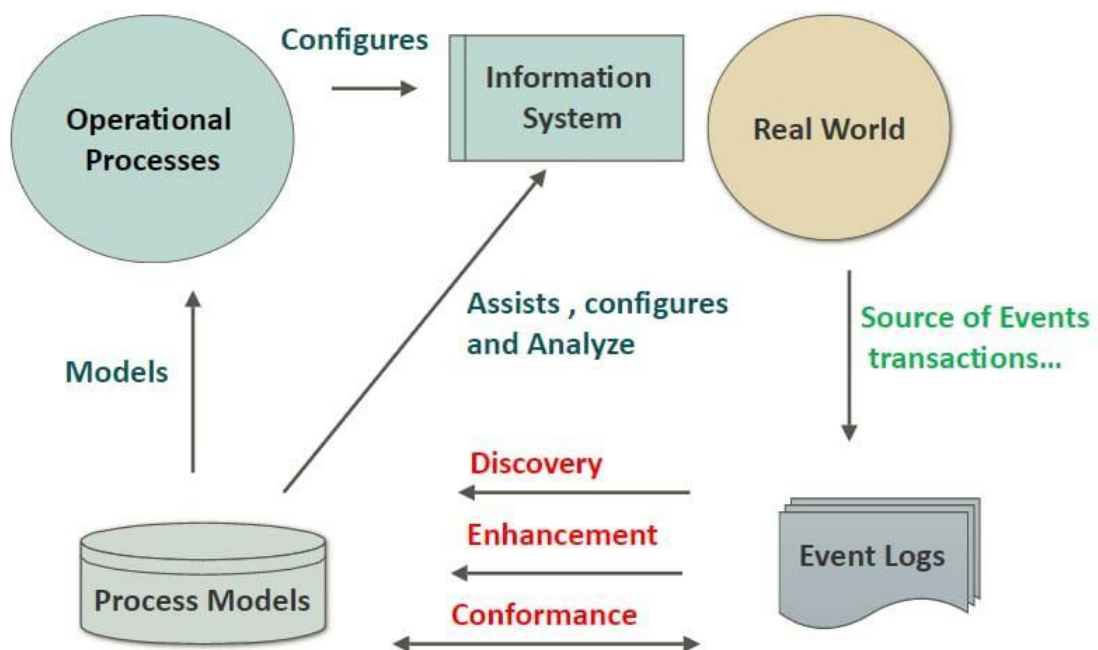 Configures
Operational
Processes
Information
System
Real World
Assists , configures
and Analyze
Source of Events
transactions...
Models
Discovery
Enhancement
Conformance
Process Models
Event Logs